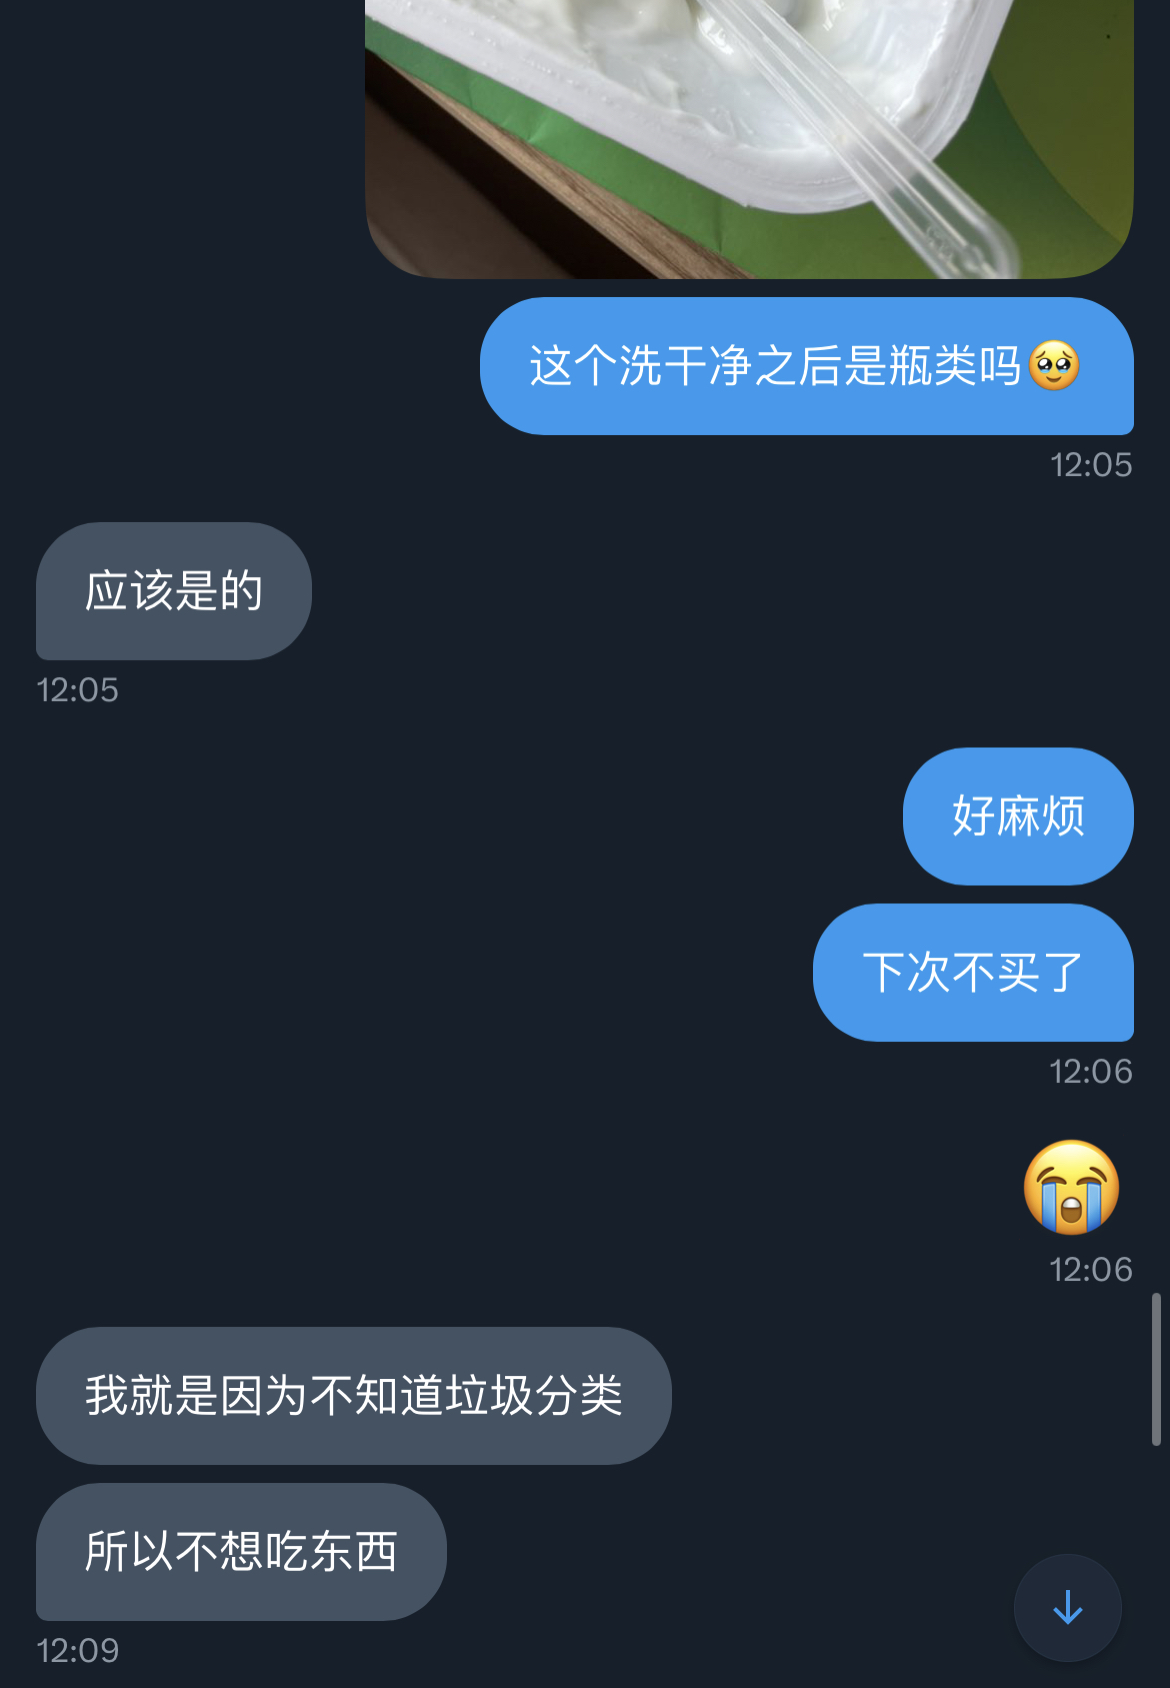 这个洗干净之后是瓶类吗🥹
12:05
应该是的
12:05
好麻烦
下次不买了
12:06
😭
12:06
我就是因为不知道垃圾分类
所以不想吃东西
12:09